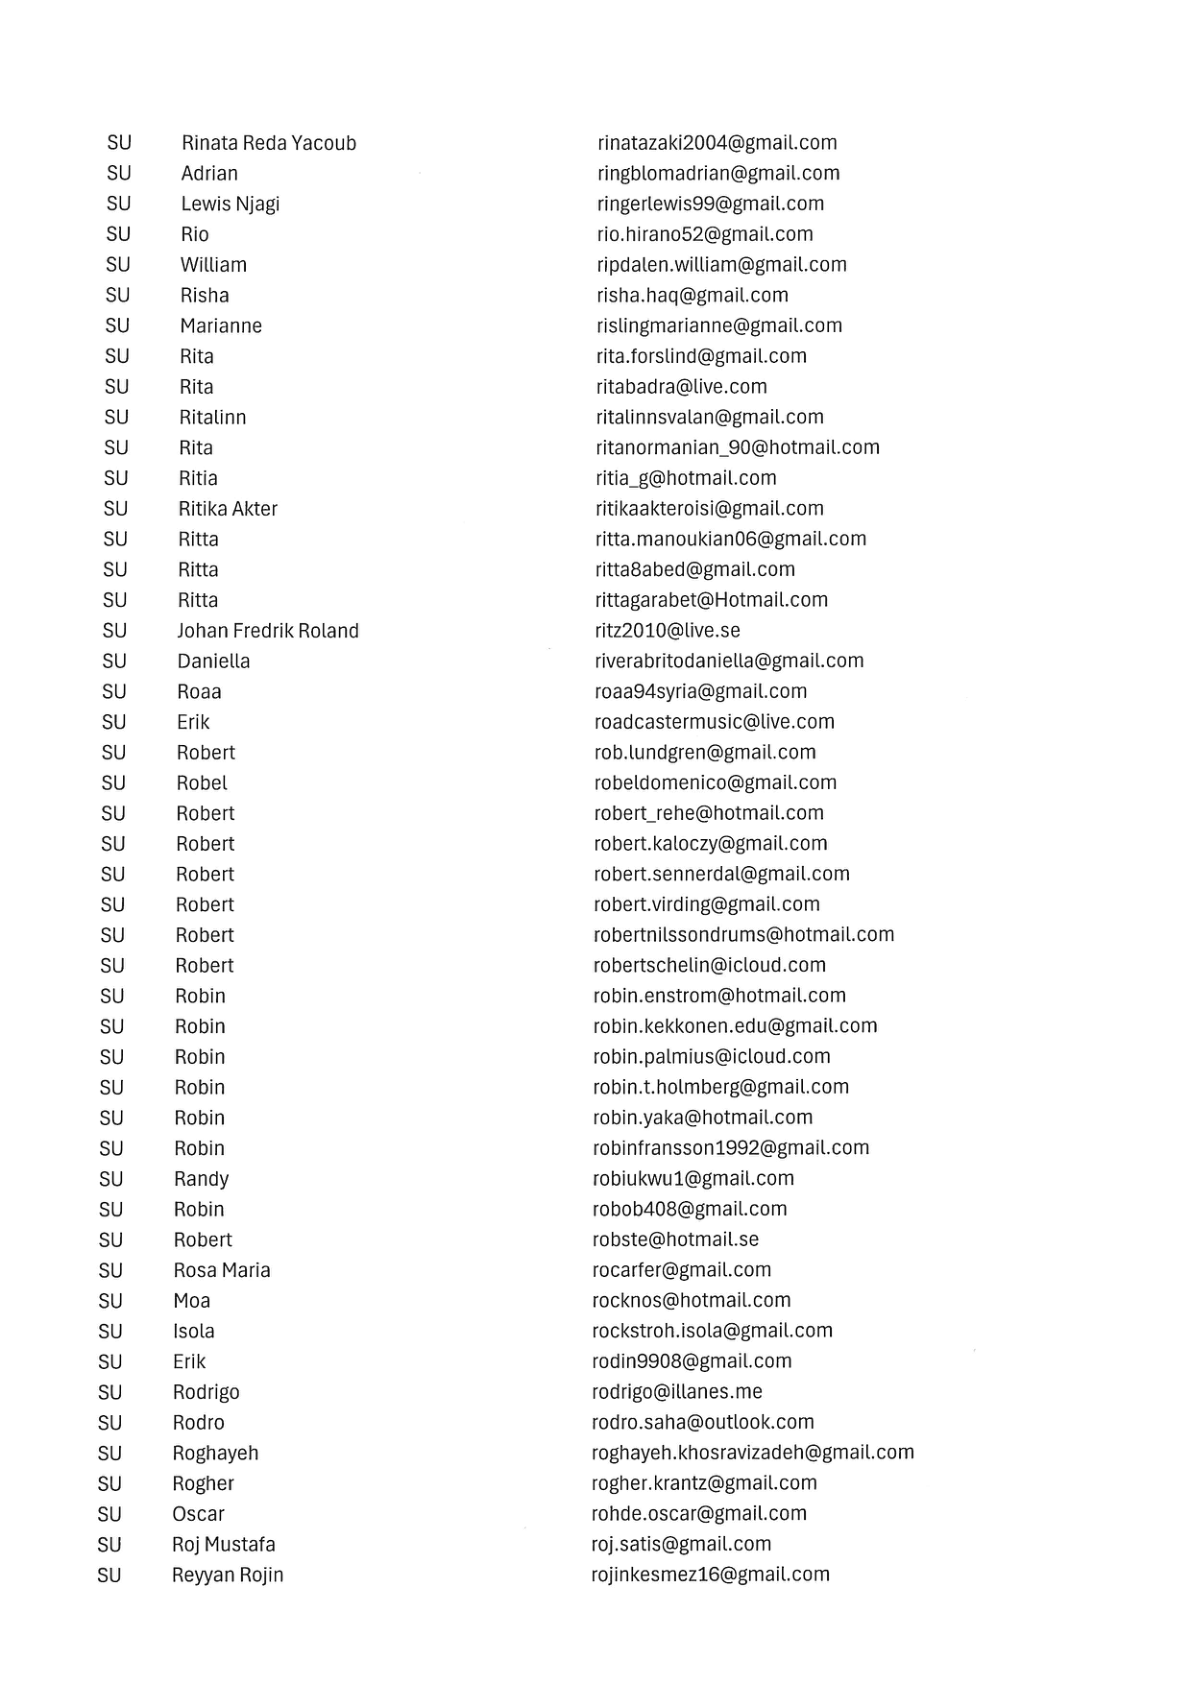 SU Rinata Reda Yacoub rinatazaki2004@gmail.com
SU Adrian ringblomadrian@gmail.com
SU Lewis Njagi ringerlewis99@gmail.com
SU Rio rio.hirano52@gmail.com
SU William ripdalen.william@gmail.com
SU Risha risha.haq@gmail.com
SU Marianne rislingmarianne@gmail.com
SU Rita rita.forslind@gmail.com
SU Rita ritabadra@live.com
SU Ritalinn ritalinnsvalan@gmail.com
SU Rita ritanormanian_90@hotmail.com
SU Ritia ritia_g@hotmail.com
SU Ritika Akter ritikaakteroisi@gmail.com
SU Ritta ritta.manoukian06@gmail.com
SU Ritta ritta8abed@gmail.com
SU Ritta rittagarabet@Hotmail.com
SU Johan Fredrik Roland ritz2010@live.se
SU Daniella riverabritodaniella@gmail.com
SU Roaa roaa94syria@gmail.com
SU Erik roadcastermusic@live.com
SU Robert rob.lundgren@gmail.com
SU Robel robeldomenico@gmail.com
SU Robert robert_rehe@hotmail.com
SU Robert robert.kaloczy@gmail.com
SU Robert robert.sennerdal@gmail.com
SU Robert robert.virding@gmail.com
SU Robert robertnilssondrums@hotmail.com
SU Robert robertschelin@icloud.com
SU Robin robin.enstrom@hotmail.com
SU Robin robin.kekkonen.edu@gmail.com
SU Robin robin.palmius@icloud.com
SU Robin robin.t.holmberg@gmail.com
SU Robin robin.yaka@hotmail.com
SU Robin robinfransson1992@gmail.com
SU Randy robiukwu1@gmail.com
SU Robin robob408@gmail.com
SU Robert robste@hotmail.se
SU Rosa Maria rocarfer@gmail.com
SU Moa rocknos@hotmail.com
SU Isola rockstroh.isola@gmail.com
SU Erik rodin9908@gmail.com
SU Rodrigo rodrigo@illanes.me
SU Rodro rodro.saha@outlook.com
SU Roghayeh roghayeh.khosravizadeh@gmail.com
SU Rogher rogher.krantz@gmail.com
SU Oscar rohde.oscar@gmail.com
SU Roj Mustafa roj.satis@gmail.com
SU Reyyan Rojin rojinkesmez16@gmail.com